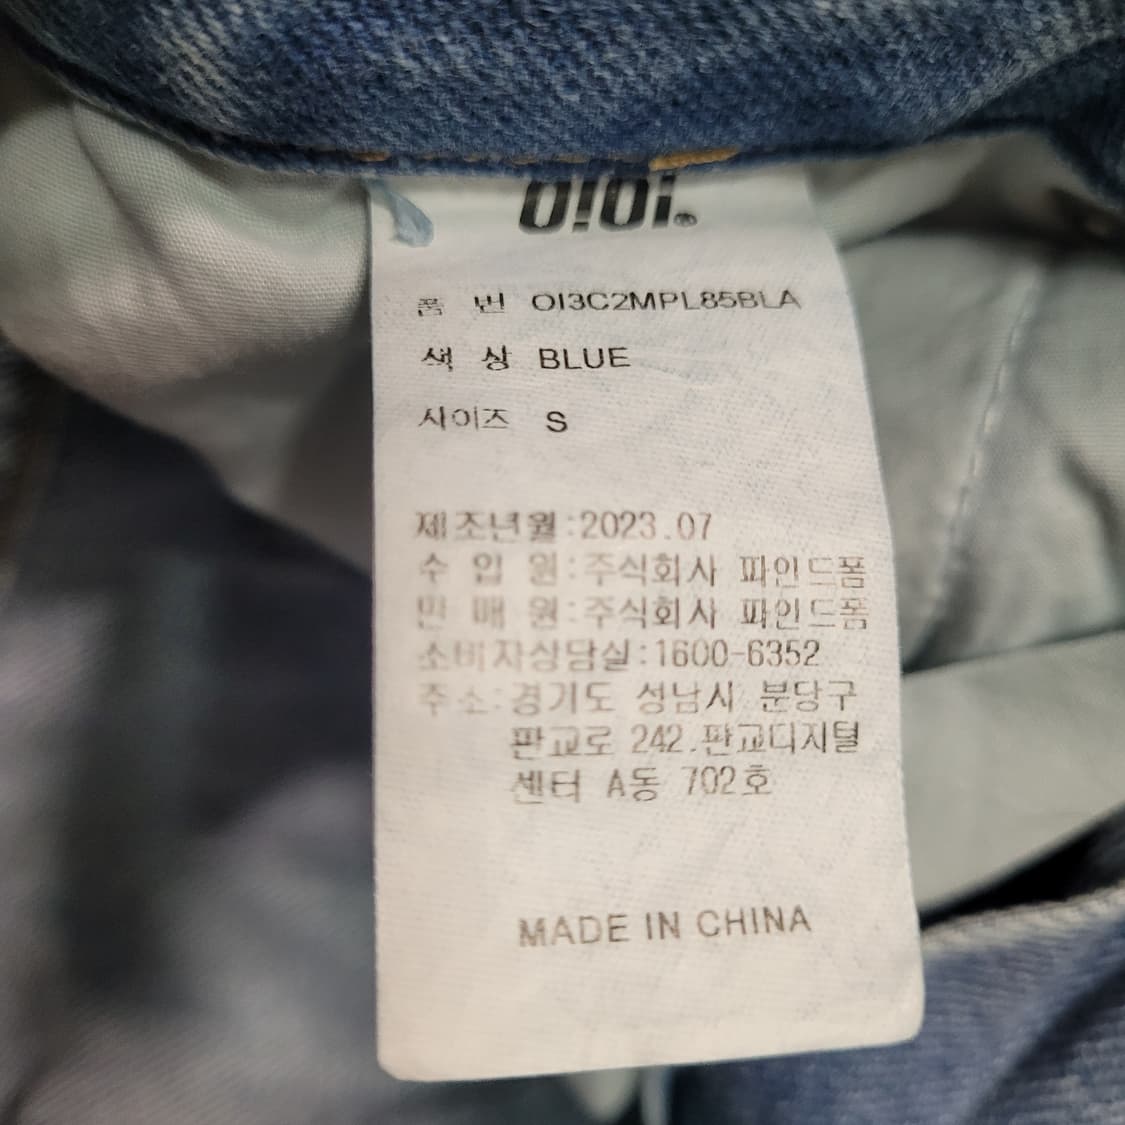 O!Oi®
품 번 OI3C2MPL85BLA
색 상 BLUE
사이즈 S
제조년월:2023.07
수 입 원:주식회사 파인드폼
판 매 원:주식회사 파인드폼
소비자상담실:1600-6352
주소:경기도 성남시 분당구
판교로 242.판교디지털
센터 A동 702호
MADE IN CHINA